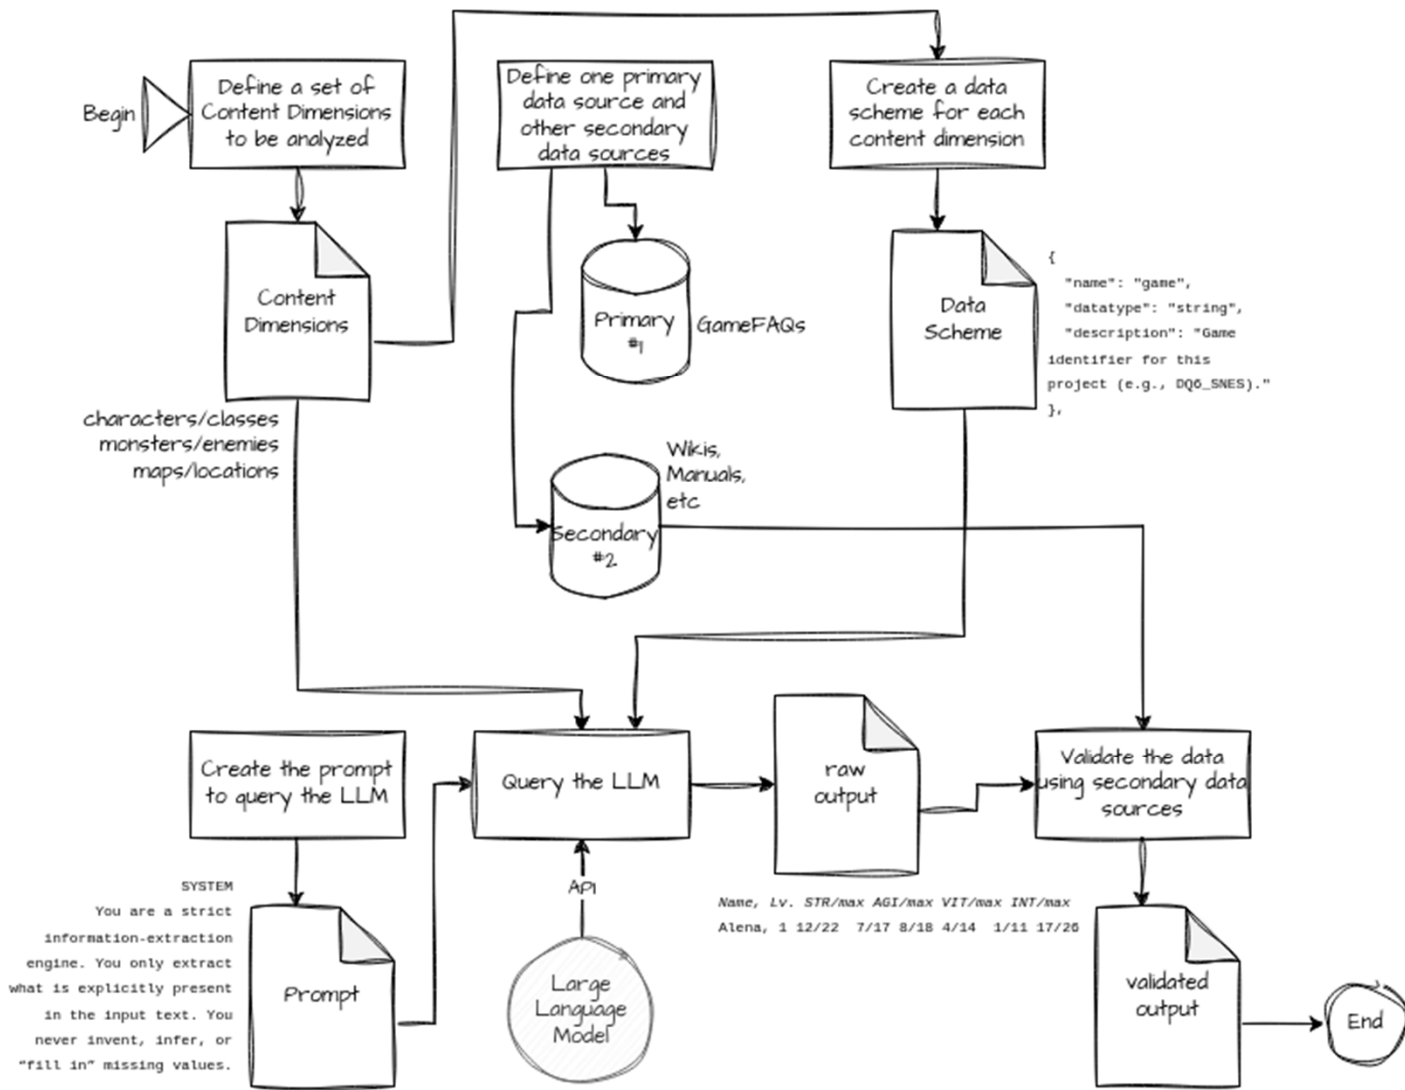 Begin
Define a set of
Content Dimensions
to be analyzed
Define one primary
data source and
other secondary
data sources
Create a data
scheme for each
content dimension
Content
Dimensions
characters/classes
monsters/enemies
maps/locations
Primary
#1
GameFAQs
Data
Scheme
{
"name": "game",
"datatype": "string",
"description": "Game
identifier for this
project (e.g., DQ6_SNES)."
},
Wikis,
Manuals,
etc
Secondary
#2
Create the prompt
to query the LLM
Query the LLM
raw
output
Validate the data
using secondary data
sources
SYSTEM
You are a strict
information-extraction
engine. You only extract
what is explicitly present
in the input text. You
never invent, infer, or
“fill in” missing values.
Prompt
API
Large
Language
Model
Name, Lv. STR/max AGI/max VIT/max INT/max
Alena, 1 12/22 7/17 8/18 4/14 1/11 17/26
validated
output
End